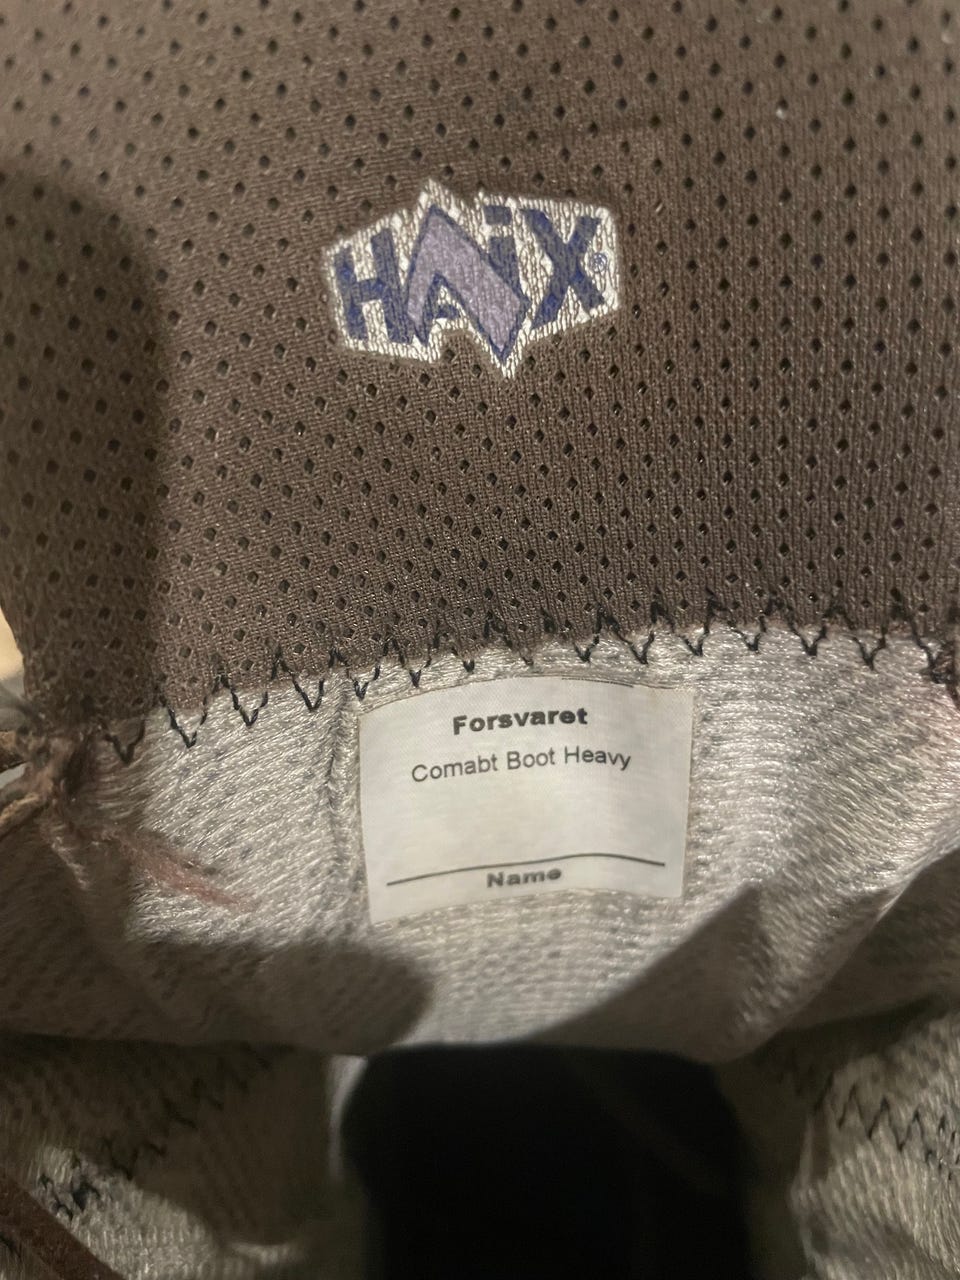 HAiX®
Forsvaret
Comabt Boot Heavy
Name